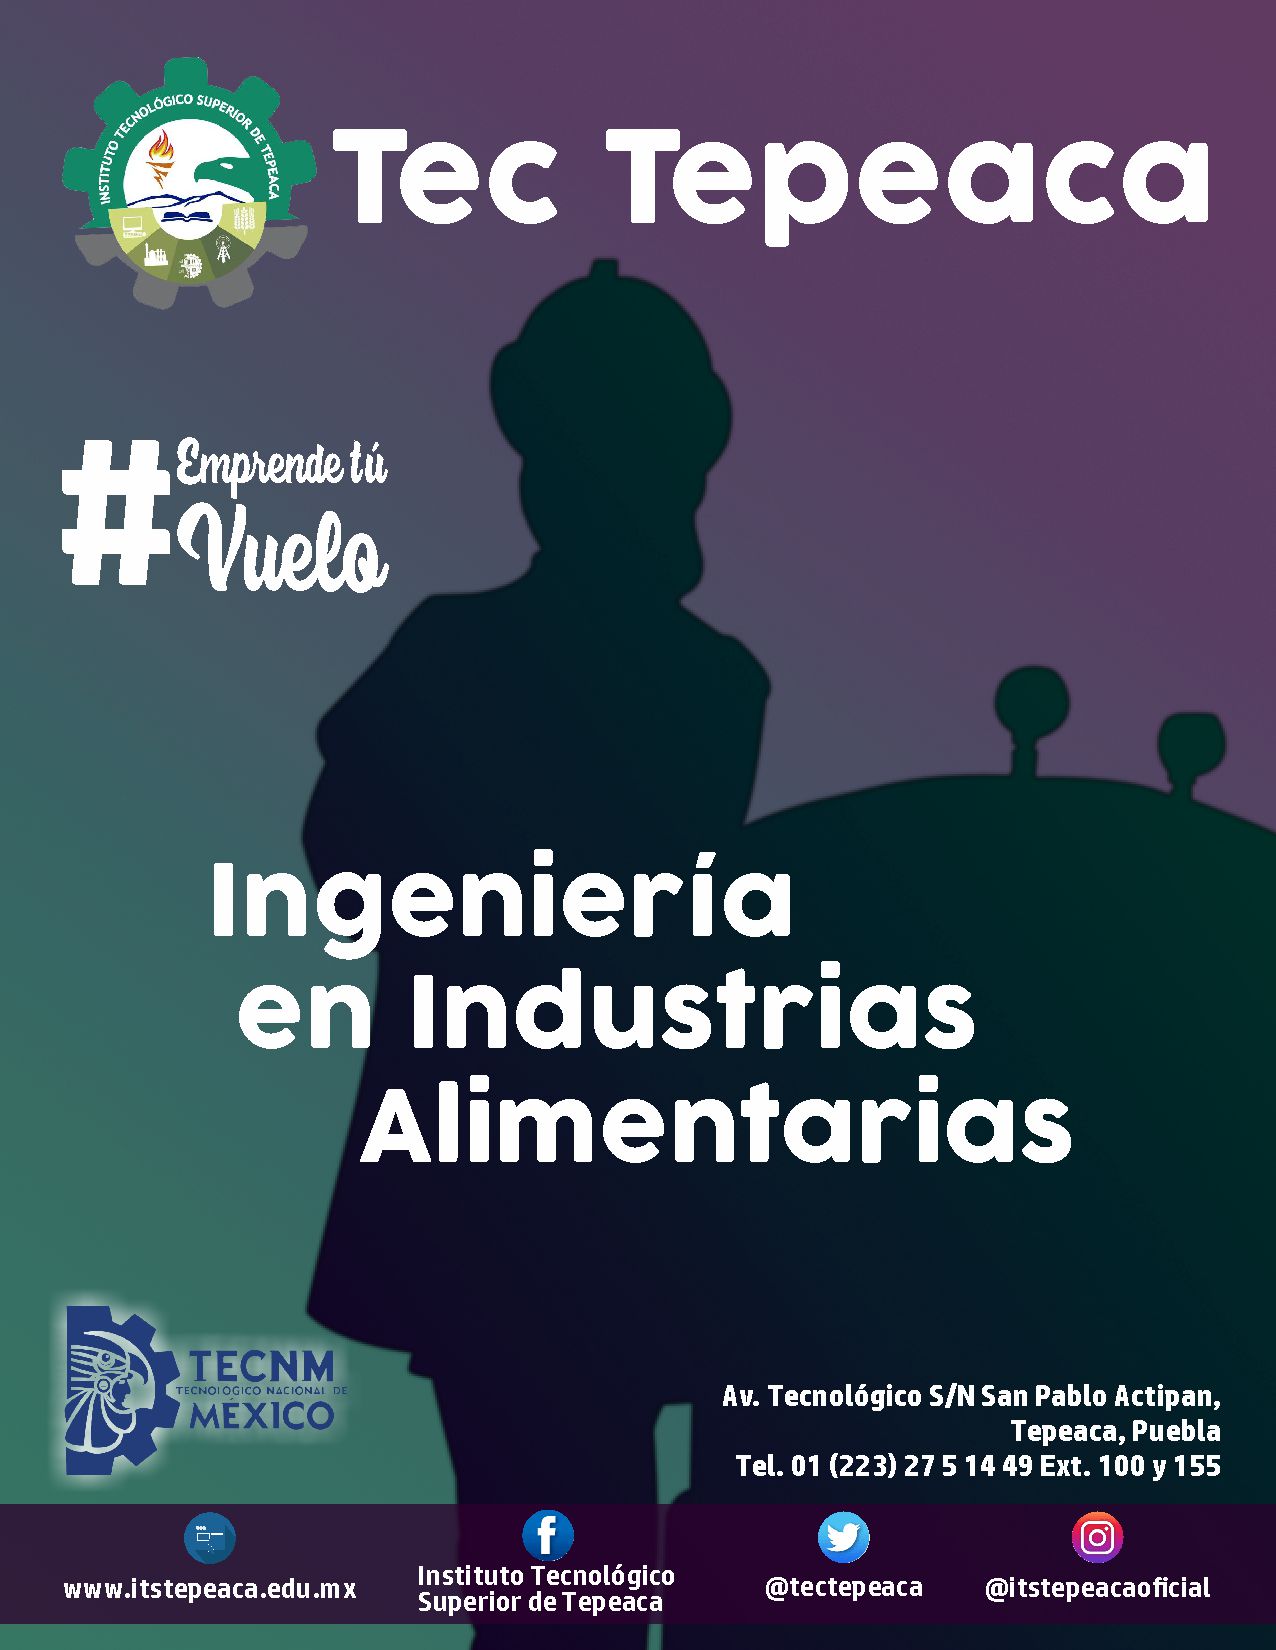 INSTITUTO TECNOLÓGICO SUPERIOR DE TEPEACA
Tec Tepeaca
#Emprende tú
Vuelo
Ingeniería
en Industrias
Alimentarias
TECNM
TECNOLÓGICO NACIONAL DE
MÉXICO
Av. Tecnológico S/N San Pablo Actipan,
Tepeaca, Puebla
Tel. 01 (223) 27 5 14 49 Ext. 100 y 155
www.itstepeaca.edu.mx
Instituto Tecnológico
Superior de Tepeaca
@tectepeaca
@itstepeacaoficial